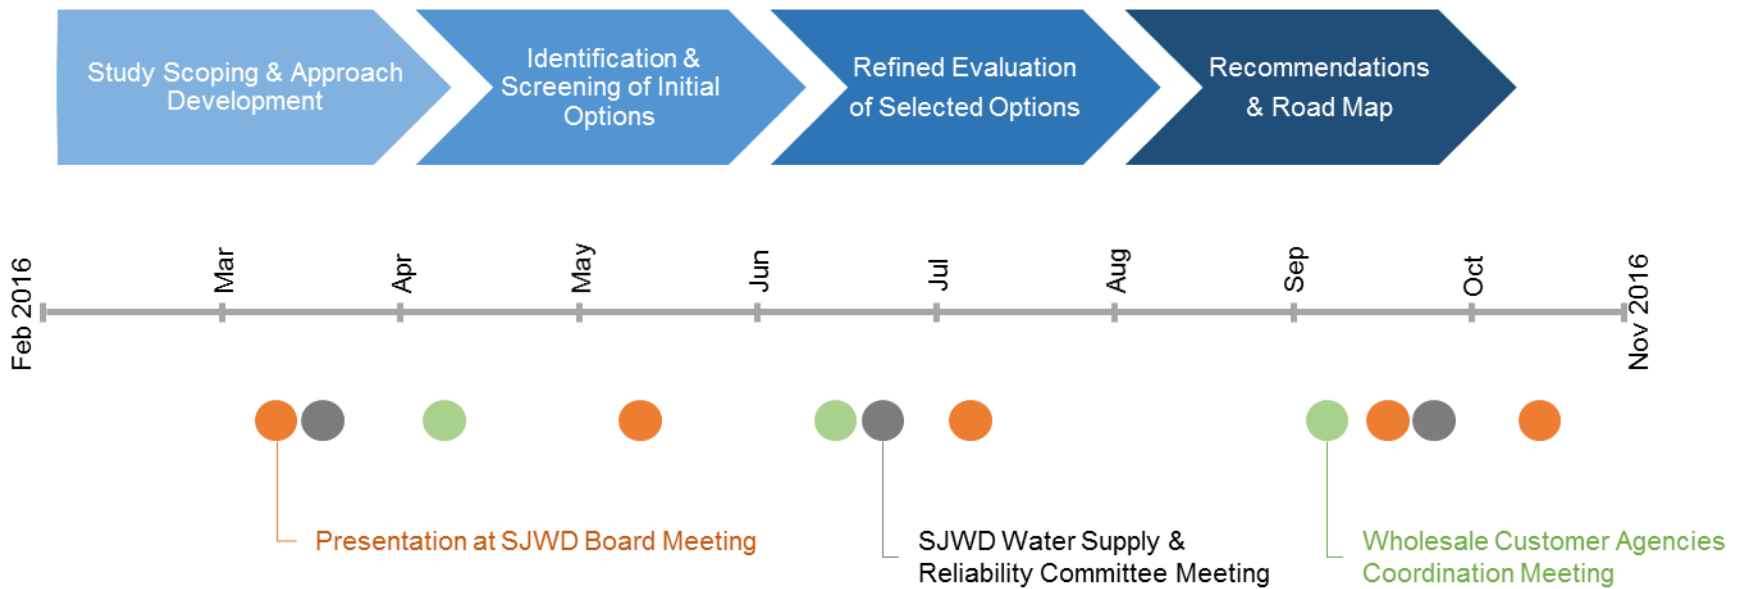 Study Scoping & Approach
Development
Identification &
Screening of Initial
Options
Refined Evaluation
of Selected Options
Recommendations
& Road Map
Feb 2016
Mar
Apr
May
Jun
Jul
Aug
Sep
Oct
Nov 2016
Presentation at SJWD Board Meeting
SJWD Water Supply &
Reliability Committee Meeting
Wholesale Customer Agencies
Coordination Meeting